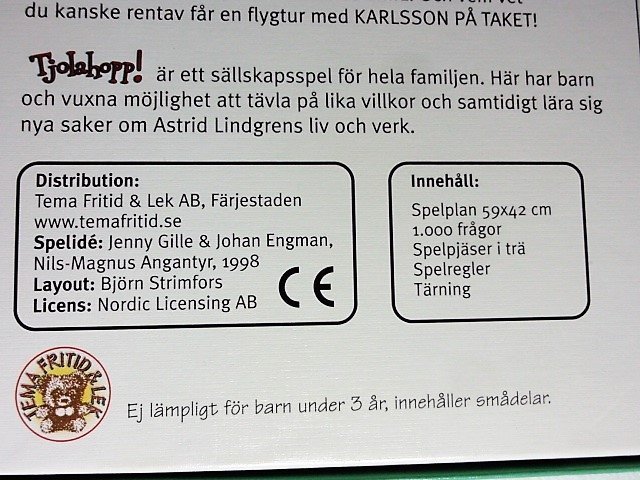 du kanske rentav får en flygtur med KARLSSON PÅ TAKET!
Tjolahopp! är ett sällskapsspel för hela familjen. Här har barn
och vuxna möjlighet att tävla på lika villkor och samtidigt lära sig
nya saker om Astrid Lindgrens liv och verk.
Distribution:
Tema Fritid & Lek AB, Färjestaden
www.temafritid.se
Spelidé: Jenny Gille & Johan Engman,
Nils-Magnus Angantyr, 1998
Layout: Björn Strimfors
Licens: Nordic Licensing AB
CE
Innehåll:
Spelplan 59x42 cm
1.000 frågor
Spelpjäser i trä
Spelregler
Tärning
TEMA FRITID & LEK
Ej lämpligt för barn under 3 år, innehåller smådelar.